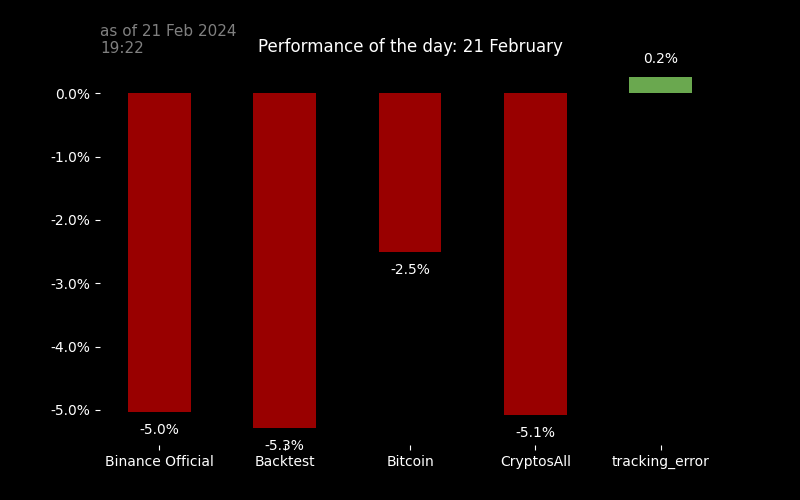 as of 21 Feb 2024
19:22
Performance of the day: 21 February
0.2%
0.0%
-1.0%
-2.0%
-2.5%
-3.0%
-4.0%
-5.0%
-5.0%
-5.3%
-5.1%
Binance Official
Backtest
Bitcoin
CryptosAll
tracking_error